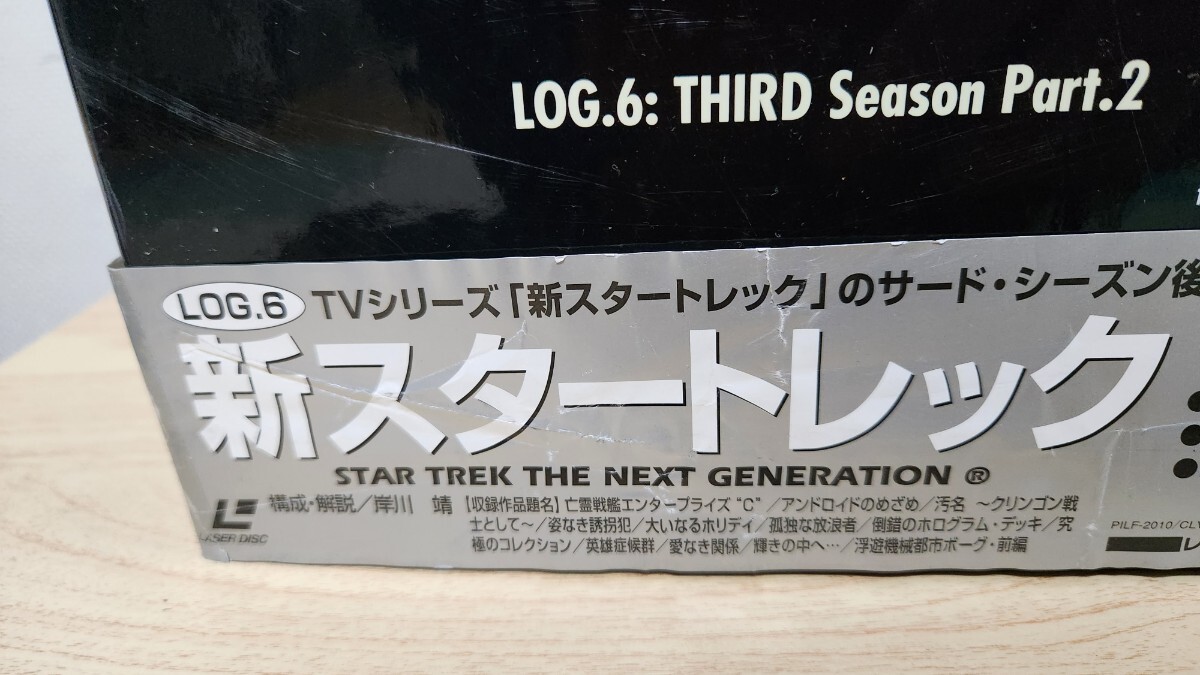 LOG.6: THIRD Season Part.2
LOG.6 TVシリーズ「新スタートレック」のサード・シーズン後
新スタートレック
STAR TREK THE NEXT GENERATION ®
構成・解説/岸川 靖 【収録作品題名】亡霊戦艦エンタープライズ“C”/アンドロイドのめざめ/汚名 〜クリンゴン戦
士として〜/姿なき誘拐犯/大いなるホリディ/孤独な放浪者/倒錯のホログラム・デッキ/究
極のコレクション/英雄症候群/愛なき関係/輝きの中へ…/浮遊機械都市ボーグ・前編
LASER DISC
PILF-2010/CLV
レ